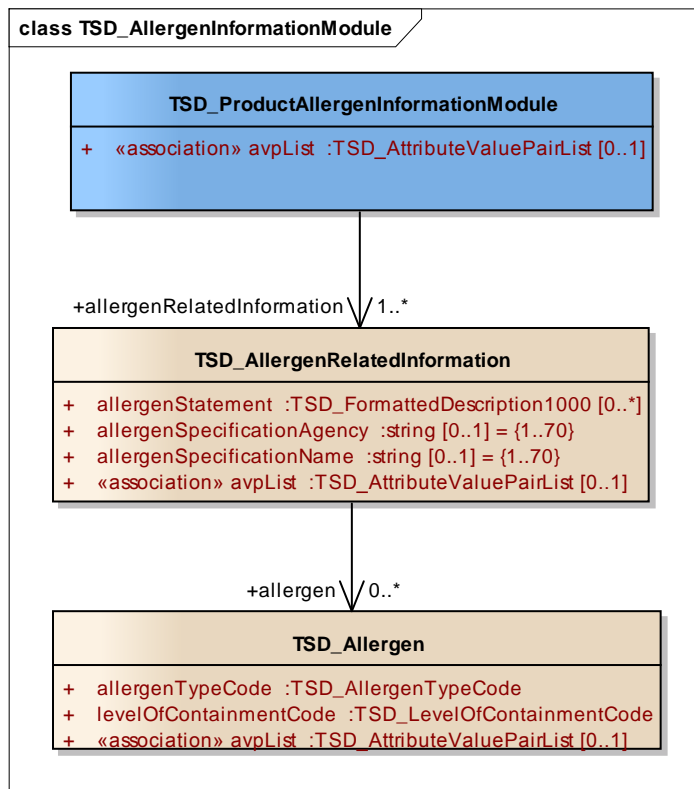 class TSD_AllergenInformationModule
TSD_ProductAllergenInformationModule
+ «association» avpList :TSD_AttributeValuePairList [0..1]
+allergenRelatedInformation 1..*
TSD_AllergenRelatedInformation
+ allergenStatement :TSD_FormattedDescription1000 [0..*]
+ allergenSpecificationAgency :string [0..1] = {1..70}
+ allergenSpecificationName :string [0..1] = {1..70}
+ «association» avpList :TSD_AttributeValuePairList [0..1]
+allergen 0..*
TSD_Allergen
+ allergenTypeCode :TSD_AllergenTypeCode
+ levelOfContainmentCode :TSD_LevelOfContainmentCode
+ «association» avpList :TSD_AttributeValuePairList [0..1]